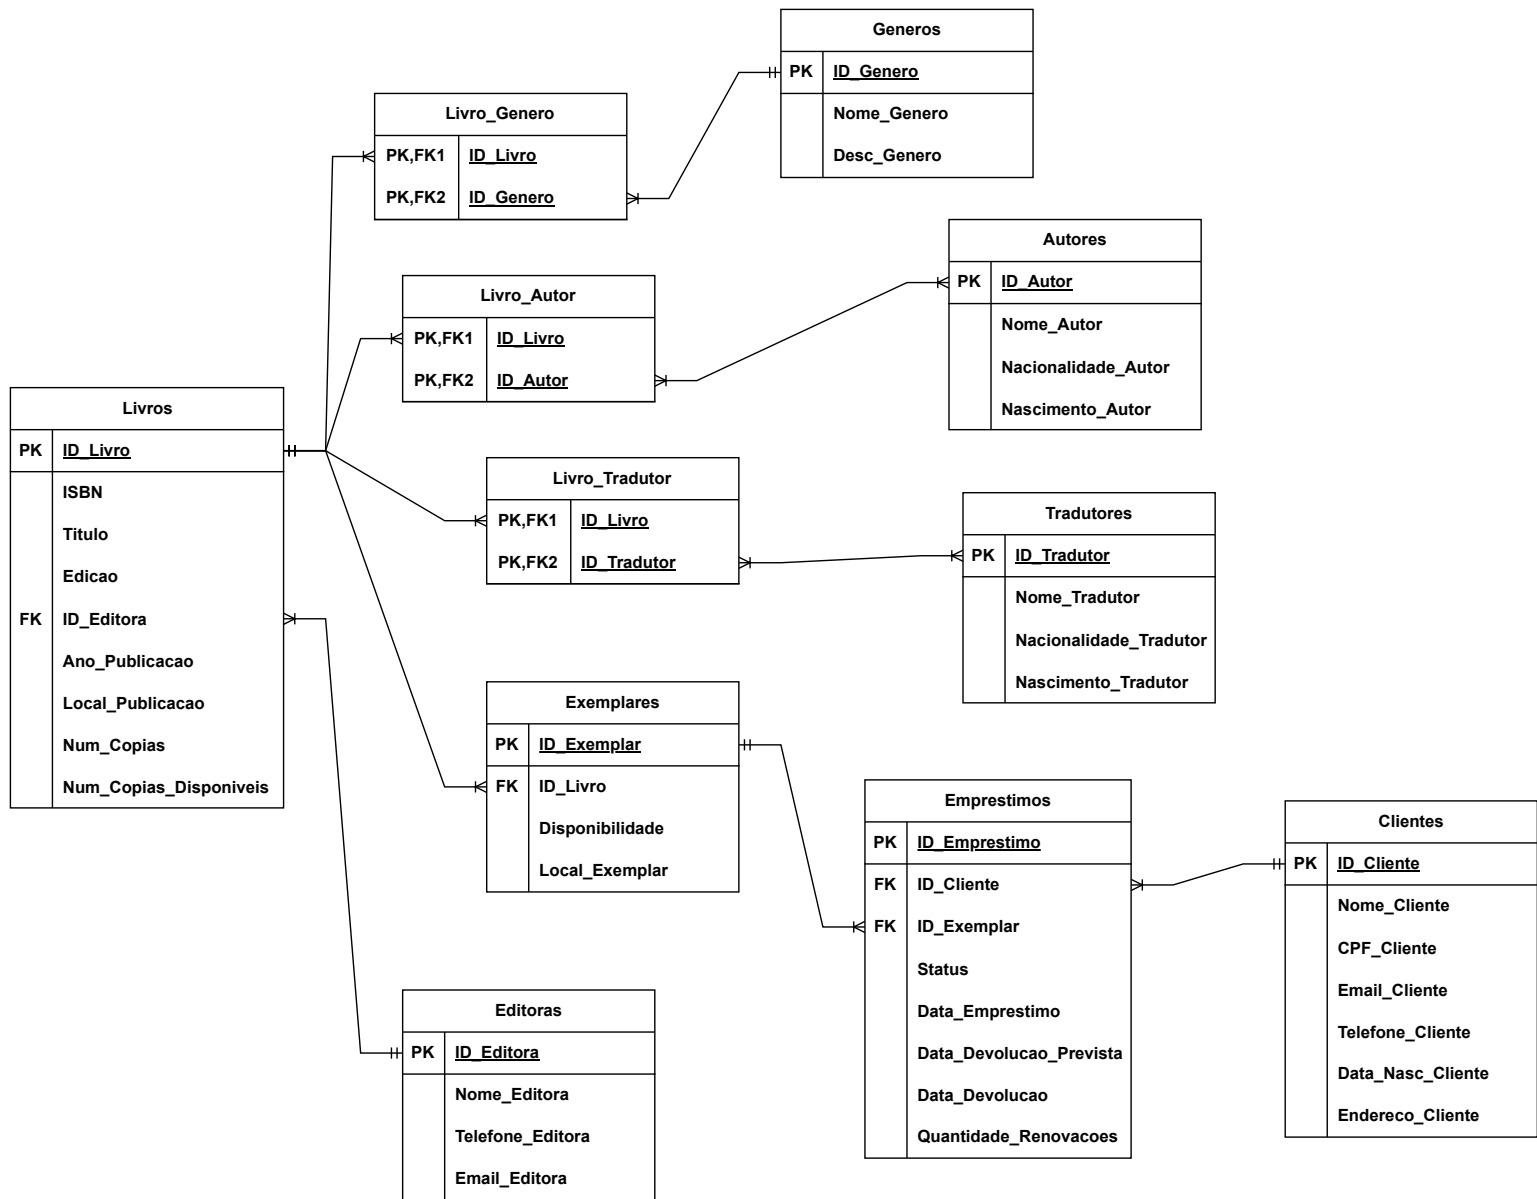 Generos
PK ID_Genero
Nome_Genero
Desc_Genero
Livro_Genero
PK,FK1 ID_Livro
PK,FK2 ID_Genero
Autores
PK ID_Autor
Nome_Autor
Nacionalidade_Autor
Nascimento_Autor
Livro_Autor
PK,FK1 ID_Livro
PK,FK2 ID_Autor
Livros
PK ID_Livro
ISBN
Titulo
Edicao
FK ID_Editora
Ano_Publicacao
Local_Publicacao
Num_Copias
Num_Copias_Disponiveis
Livro_Tradutor
PK,FK1 ID_Livro
PK,FK2 ID_Tradutor
Tradutores
PK ID_Tradutor
Nome_Tradutor
Nacionalidade_Tradutor
Nascimento_Tradutor
Exemplares
PK ID_Exemplar
FK ID_Livro
Disponibilidade
Local_Exemplar
Emprestimos
PK ID_Emprestimo
FK ID_Cliente
FK ID_Exemplar
Status
Data_Emprestimo
Data_Devolucao_Prevista
Data_Devolucao
Quantidade_Renovacoes
Clientes
PK ID_Cliente
Nome_Cliente
CPF_Cliente
Email_Cliente
Telefone_Cliente
Data_Nasc_Cliente
Endereco_Cliente
Editoras
PK ID_Editora
Nome_Editora
Telefone_Editora
Email_Editora